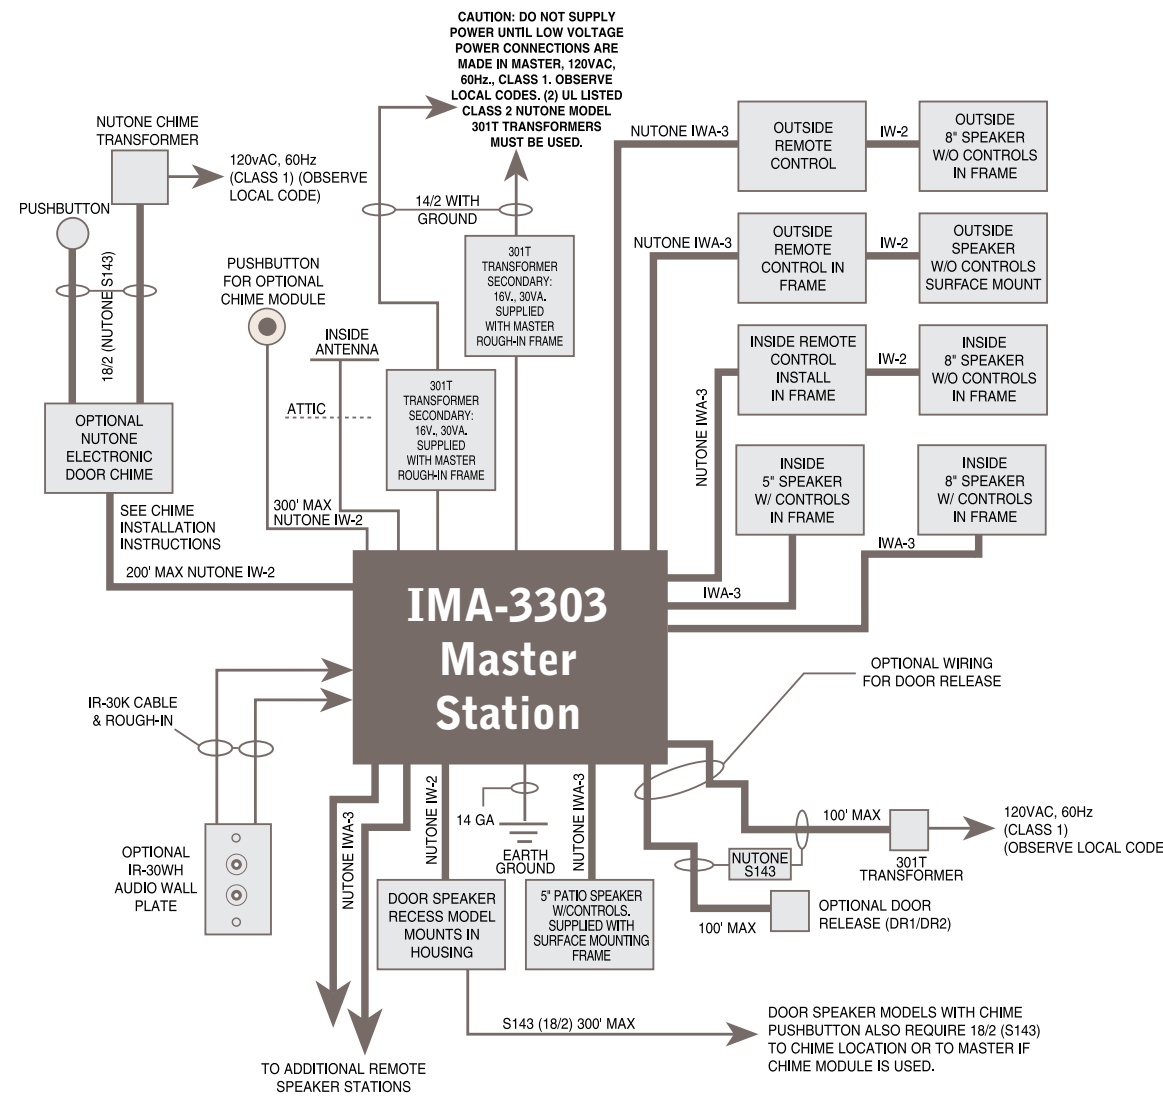 CAUTION: DO NOT SUPPLY
POWER UNTIL LOW VOLTAGE
POWER CONNECTIONS ARE
MADE IN MASTER, 120VAC,
60Hz., CLASS 1. OBSERVE
LOCAL CODES. (2) UL LISTED
CLASS 2 NUTONE MODEL
301T TRANSFORMERS
MUST BE USED.
NUTONE CHIME
TRANSFORMER
120vAC, 60Hz
(CLASS 1) (OBSERVE
LOCAL CODE)
PUSHBUTTON
18/2 (NUTONE S143)
OPTIONAL
NUTONE
ELECTRONIC
DOOR CHIME
SEE CHIME
INSTALLATION
INSTRUCTIONS
200' MAX NUTONE IW-2
PUSHBUTTON
FOR OPTIONAL
CHIME MODULE
300' MAX
NUTONE IW-2
INSIDE
ANTENNA
ATTIC
14/2 WITH
GROUND
301T
TRANSFORMER
SECONDARY:
16V., 30VA.
SUPPLIED
WITH MASTER
ROUGH-IN FRAME
301T
TRANSFORMER
SECONDARY:
16V., 30VA.
SUPPLIED
WITH MASTER
ROUGH-IN FRAME
NUTONE IWA-3
OUTSIDE
REMOTE
CONTROL
IW-2
OUTSIDE
8" SPEAKER
W/O CONTROLS
IN FRAME
NUTONE IWA-3
OUTSIDE
REMOTE
CONTROL IN
FRAME
IW-2
OUTSIDE
SPEAKER
W/O CONTROLS
SURFACE MOUNT
NUTONE IWA-3
INSIDE REMOTE
CONTROL
INSTALL
IN FRAME
IW-2
INSIDE
8" SPEAKER
W/O CONTROLS
IN FRAME
INSIDE
5" SPEAKER
W/ CONTROLS
IN FRAME
IWA-3
INSIDE
8" SPEAKER
W/ CONTROLS
IN FRAME
IWA-3
IMA-3303
Master
Station
IR-30K CABLE
& ROUGH-IN
OPTIONAL
IR-30WH
AUDIO WALL
PLATE
NUTONE IWA-3
TO ADDITIONAL REMOTE
SPEAKER STATIONS
NUTONE IW-2
DOOR SPEAKER
RECESS MODEL
MOUNTS IN
HOUSING
14 GA
EARTH
GROUND
NUTONE IWA-3
5" PATIO SPEAKER
W/CONTROLS.
SUPPLIED WITH
SURFACE MOUNTING
FRAME
OPTIONAL WIRING
FOR DOOR RELEASE
100' MAX
301T
TRANSFORMER
120VAC, 60Hz
(CLASS 1)
(OBSERVE LOCAL CODE
NUTONE
S143
100' MAX
OPTIONAL DOOR
RELEASE (DR1/DR2)
S143 (18/2) 300' MAX
DOOR SPEAKER MODELS WITH CHIME
PUSHBUTTON ALSO REQUIRE 18/2 (S143)
TO CHIME LOCATION OR TO MASTER IF
CHIME MODULE IS USED.